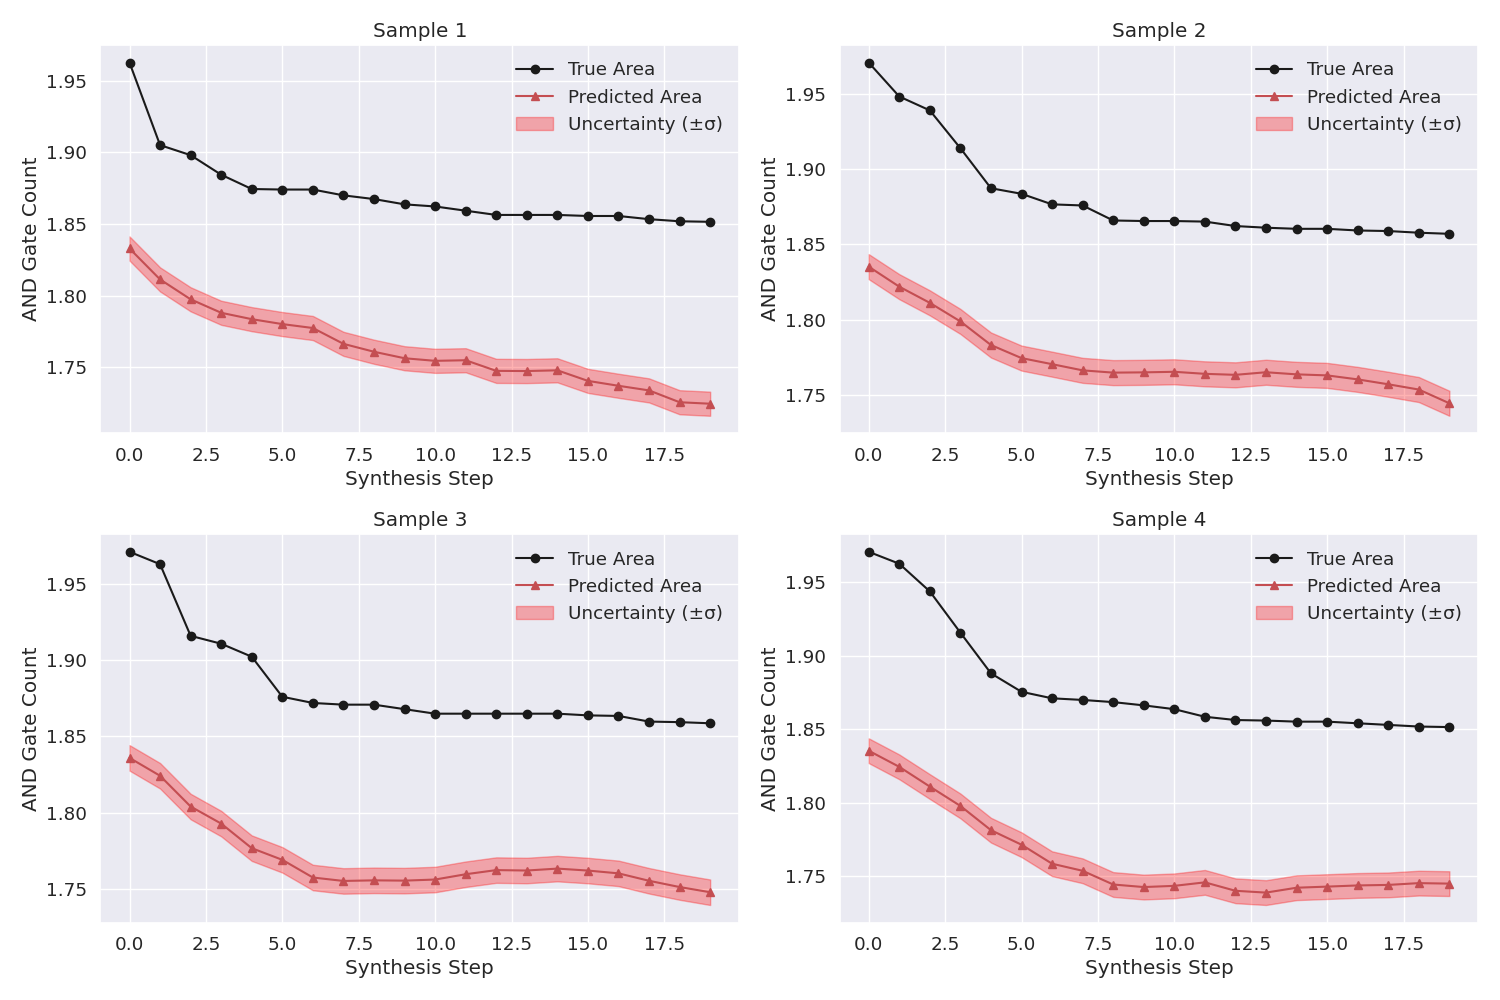 Sample 1
True Area
Predicted Area
Uncertainty (±σ)
1.95
1.90
1.85
1.80
1.75
AND Gate Count
0.0 2.5 5.0 7.5 10.0 12.5 15.0 17.5
Synthesis Step
Sample 2
True Area
Predicted Area
Uncertainty (±σ)
1.95
1.90
1.85
1.80
1.75
AND Gate Count
0.0 2.5 5.0 7.5 10.0 12.5 15.0 17.5
Synthesis Step
Sample 3
True Area
Predicted Area
Uncertainty (±σ)
1.95
1.90
1.85
1.80
1.75
AND Gate Count
0.0 2.5 5.0 7.5 10.0 12.5 15.0 17.5
Synthesis Step
Sample 4
True Area
Predicted Area
Uncertainty (±σ)
1.95
1.90
1.85
1.80
1.75
AND Gate Count
0.0 2.5 5.0 7.5 10.0 12.5 15.0 17.5
Synthesis Step